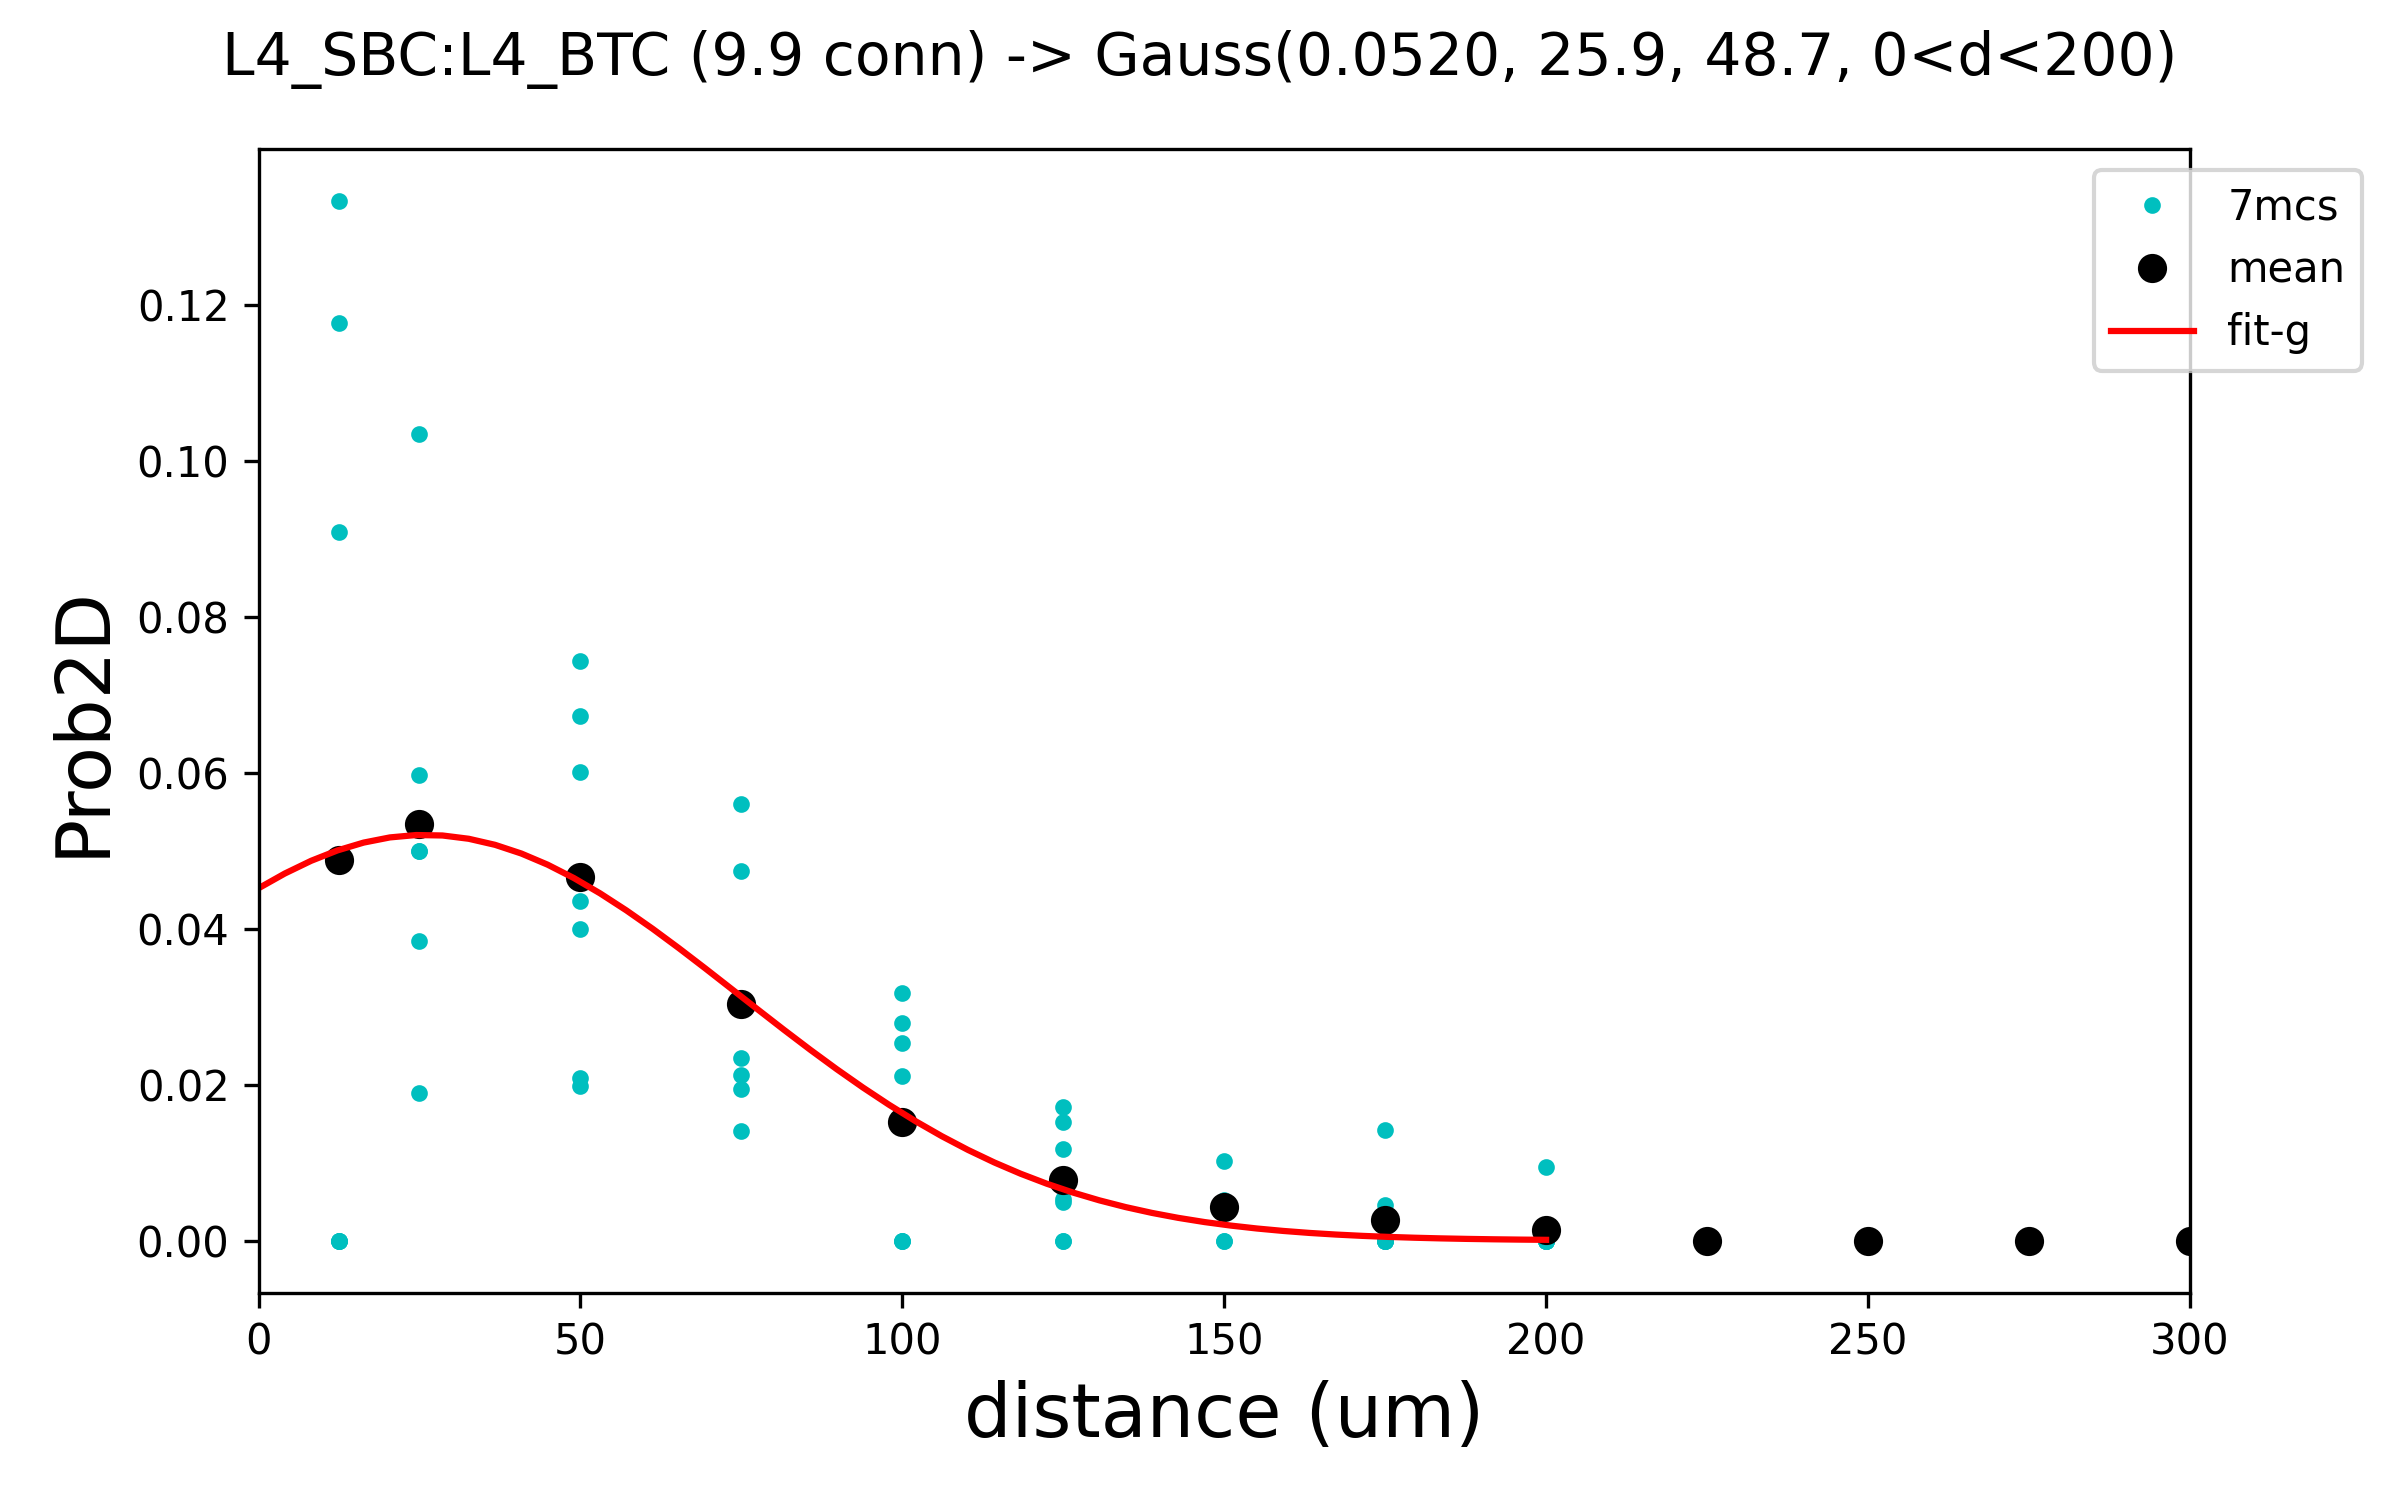 L4_SBC:L4_BTC (9.9 conn) -> Gauss(0.0520, 25.9, 48.7, 0<d<200)
7mcs
mean
fit-g
Prob2D
0.12
0.10
0.08
0.06
0.04
0.02
0.00
0
50
100
150
200
250
300
distance (um)